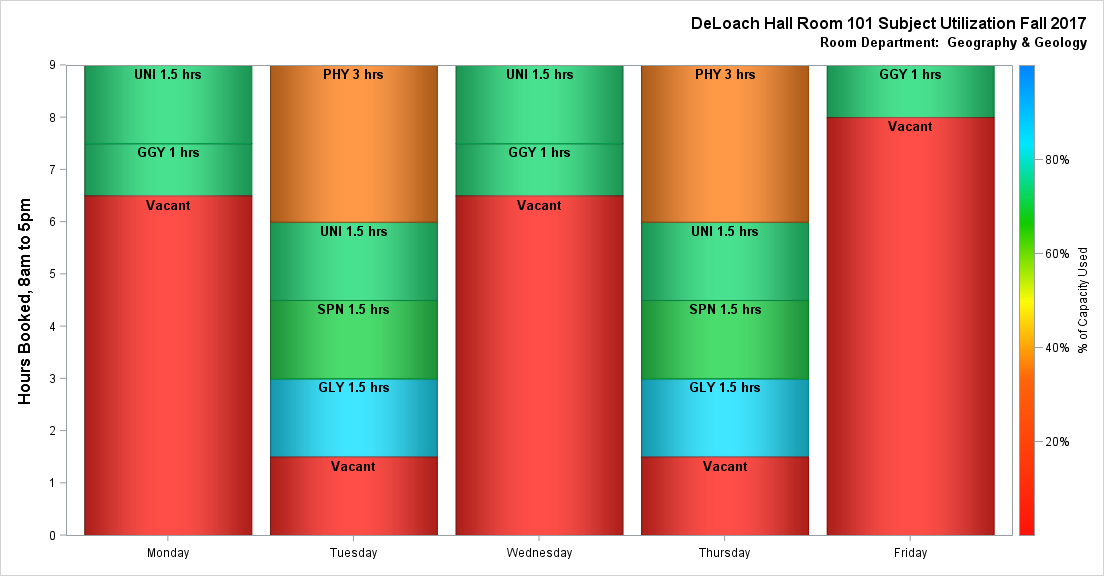 DeLoach Hall Room 101 Subject Utilization Fall 2017
Room Department:  Geography & Geology
Hours Booked, 8am to 5pm
9
8
7
6
5
4
3
2
1
0
UNI 1.5 hrs
GGY 1 hrs
Vacant
PHY 3 hrs
UNI 1.5 hrs
SPN 1.5 hrs
GLY 1.5 hrs
Vacant
UNI 1.5 hrs
GGY 1 hrs
Vacant
PHY 3 hrs
UNI 1.5 hrs
SPN 1.5 hrs
GLY 1.5 hrs
Vacant
GGY 1 hrs
Vacant
Monday
Tuesday
Wednesday
Thursday
Friday
80%
60%
40%
20%
% of Capacity Used